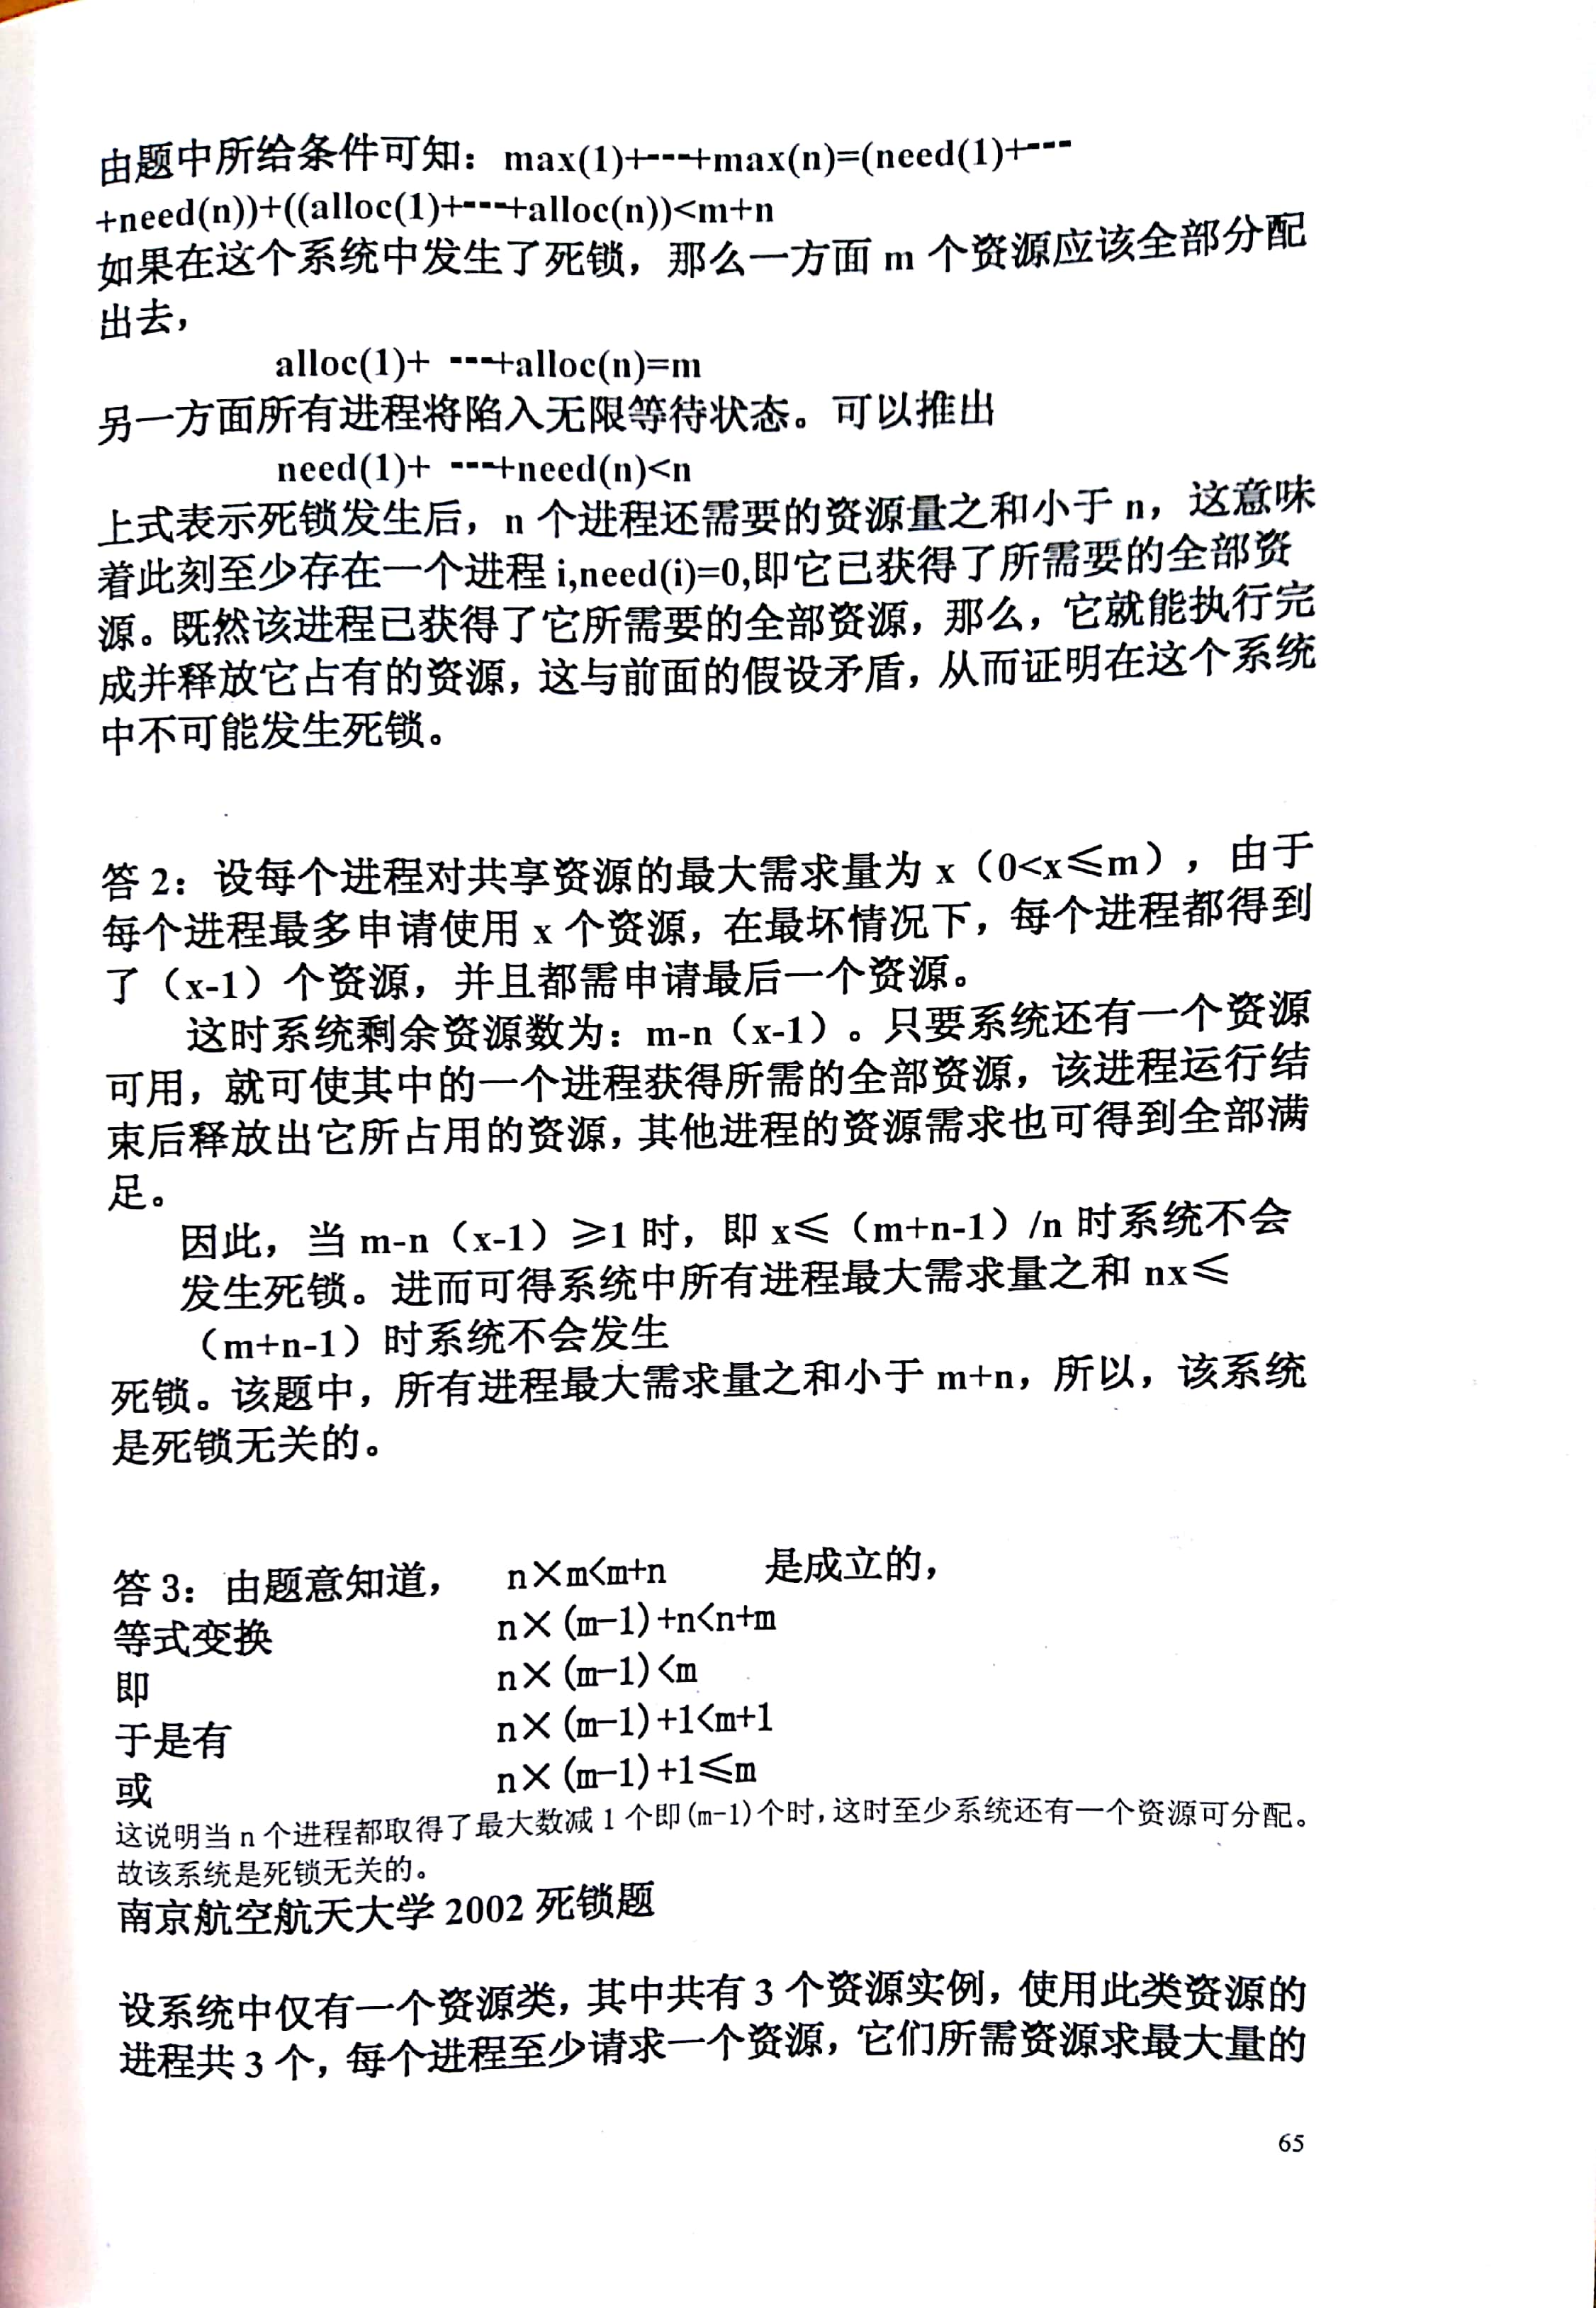 由题中所给条件可知：max(1)+---+max(n)=(need(1)+---
+need(n))+((alloc(1)+---+alloc(n))<m+n
如果在这个系统中发生了死锁，那么一方面 m 个资源应该全部分配
出去，
alloc(1)+ ---+alloc(n)=m
另一方面所有进程将陷入无限等待状态。可以推出
need(1)+ ---+need(n)<n
上式表示死锁发生后，n 个进程还需要的资源量之和小于 n，这意味
着此刻至少存在一个进程 i,need(i)=0,即它已获得了所需要的全部资
源。既然该进程已获得了它所需要的全部资源，那么，它就能执行完
成并释放它占有的资源，这与前面的假设矛盾，从而证明在这个系统
中不可能发生死锁。
答 2：设每个进程对共享资源的最大需求量为 x（0<x≤m），由于
每个进程最多申请使用 x 个资源，在最坏情况下，每个进程都得到
了（x-1）个资源，并且都需申请最后一个资源。
这时系统剩余资源数为：m-n（x-1）。只要系统还有一个资源
可用，就可使其中的一个进程获得所需的全部资源，该进程运行结
束后释放出它所占用的资源，其他进程的资源需求也可得到全部满
足。
因此，当 m-n（x-1）≥1 时，即 x≤（m+n-1）/n 时系统不会
发生死锁。进而可得系统中所有进程最大需求量之和 nx≤
（m+n-1）时系统不会发生
死锁。该题中，所有进程最大需求量之和小于 m+n，所以，该系统
是死锁无关的。
答 3：由题意知道， n×m<m+n 是成立的，
等式变换 n×(m-1)+n<n+m
即 n×(m-1)<m
于是有 n×(m-1)+1<m+1
或 n×(m-1)+1≤m
这说明当 n 个进程都取得了最大数减 1 个即(m-1)个时，这时至少系统还有一个资源可分配。
故该系统是死锁无关的。
南京航空航天大学 2002 死锁题
设系统中仅有一个资源类，其中共有 3 个资源实例，使用此类资源的
进程共 3 个，每个进程至少请求一个资源，它们所需资源求最大量的
65